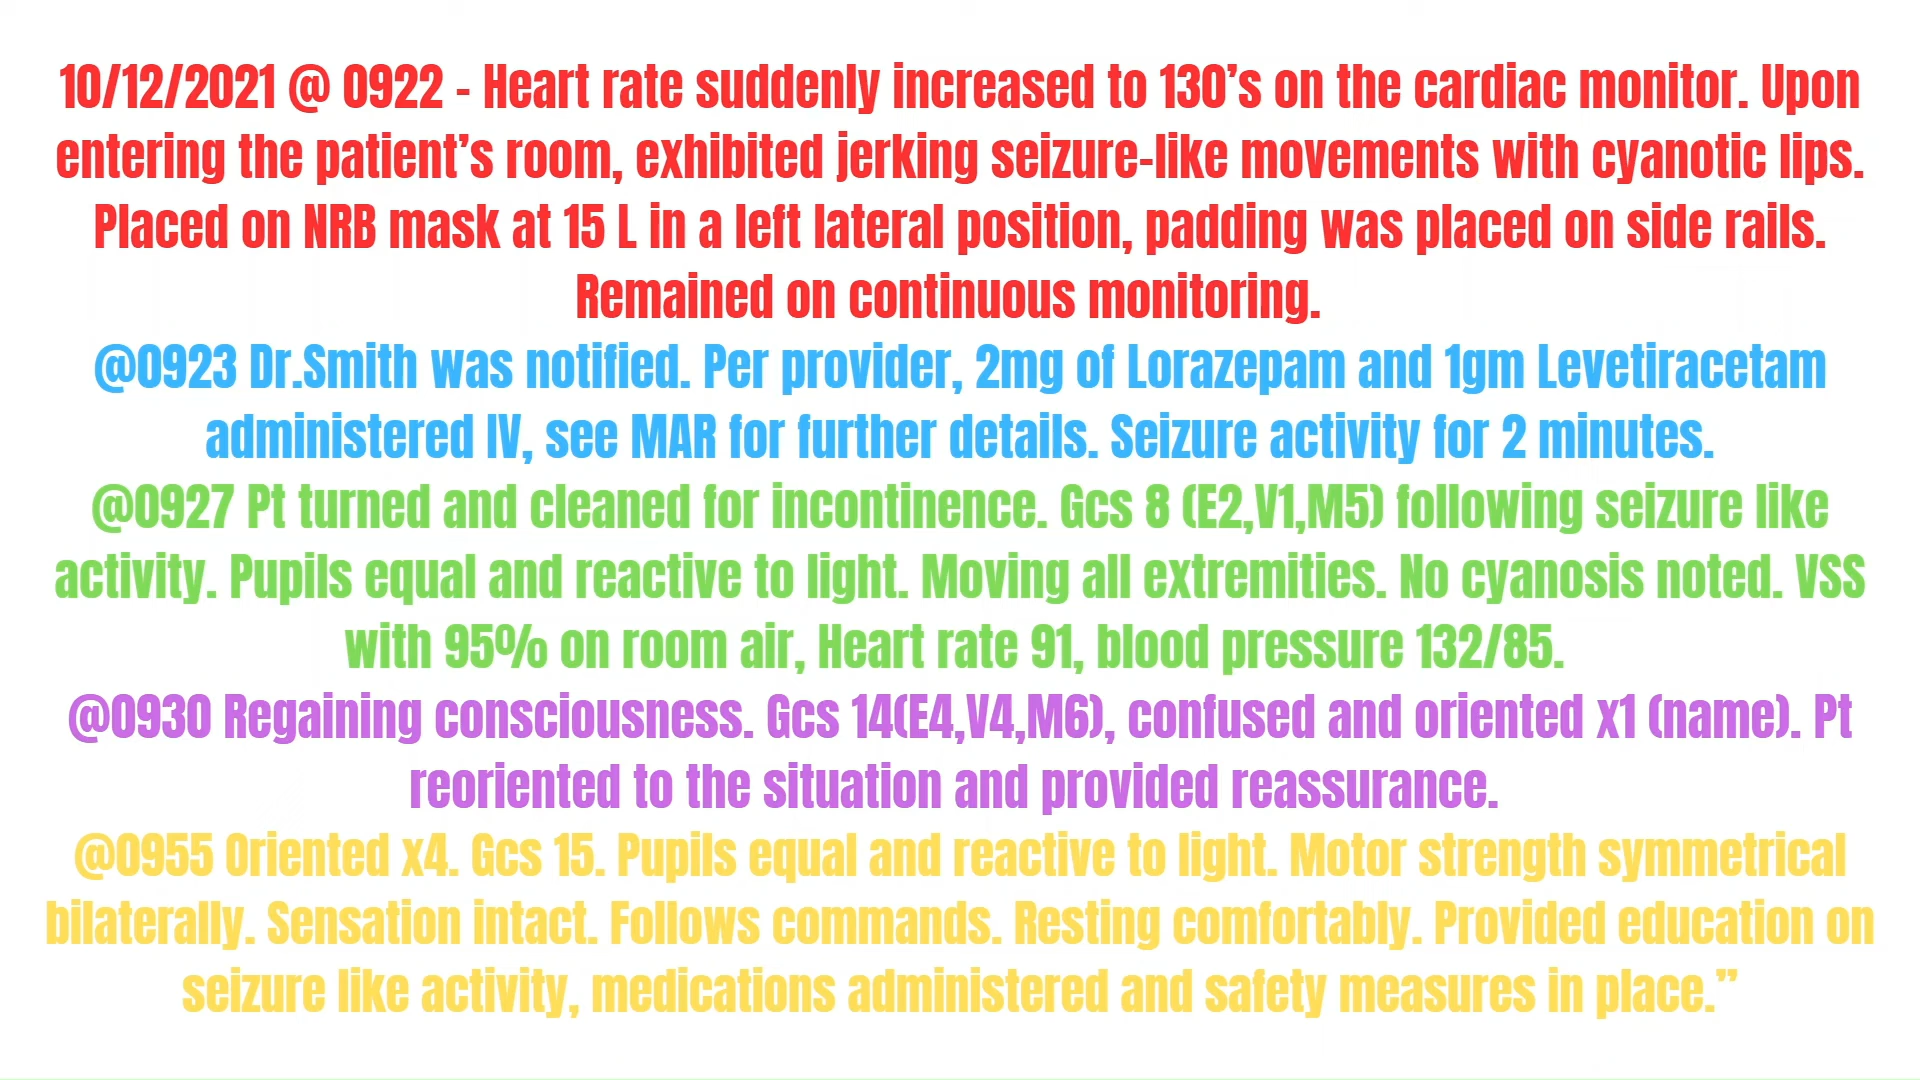 10/12/2021 @ 0922 - Heart rate suddenly increased to 130’s on the cardiac monitor. Upon
entering the patient’s room, exhibited jerking seizure-like movements with cyanotic lips.
Placed on NRB mask at 15 L in a left lateral position, padding was placed on side rails.
Remained on continuous monitoring.
@0923 Dr.Smith was notified. Per provider, 2mg of Lorazepam and 1gm Levetiracetam
administered IV, see MAR for further details. Seizure activity for 2 minutes.
@0927 Pt turned and cleaned for incontinence. Gcs 8 (E2,V1,M5) following seizure like
activity. Pupils equal and reactive to light. Moving all extremities. No cyanosis noted. VSS
with 95% on room air, Heart rate 91, blood pressure 132/85.
@0930 Regaining consciousness. Gcs 14(E4,V4,M6), confused and oriented x1 (name). Pt
reoriented to the situation and provided reassurance.
@0955 Oriented x4. Gcs 15. Pupils equal and reactive to light. Motor strength symmetrical
bilaterally. Sensation intact. Follows commands. Resting comfortably. Provided education on
seizure like activity, medications administered and safety measures in place.”